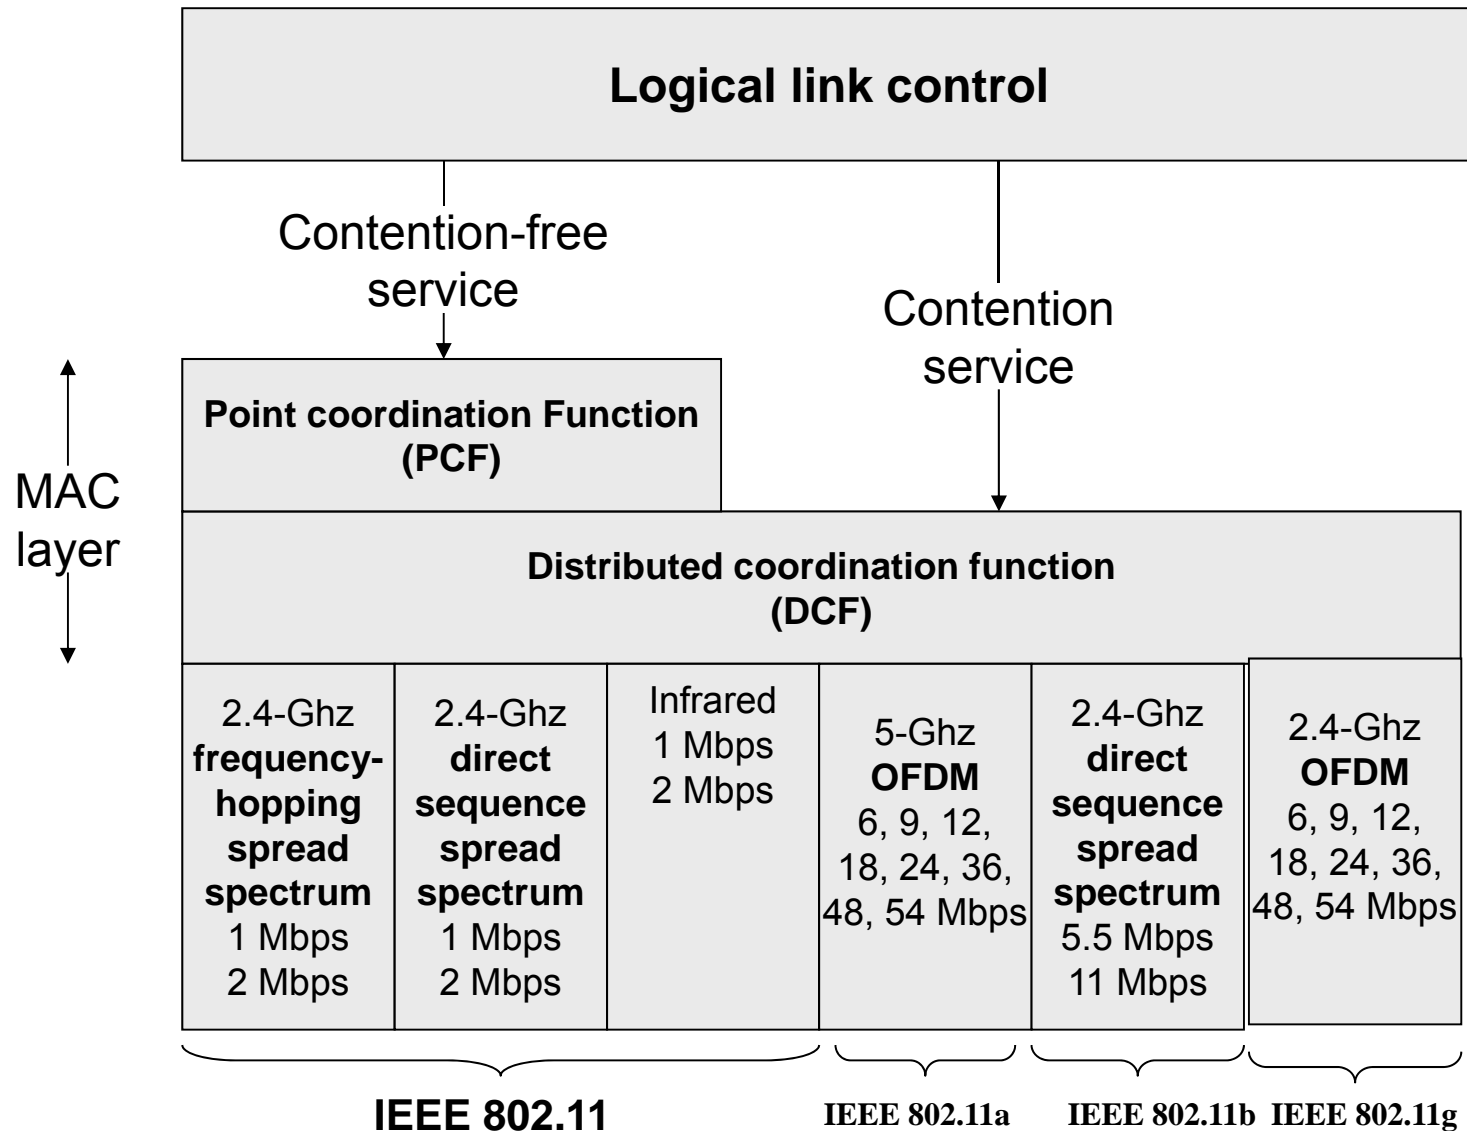 Logical link control
Contention-free
service
Contention
service
Point coordination Function
(PCF)
MAC
layer
Distributed coordination function
(DCF)
2.4-Ghz
frequency-
hopping
spread
spectrum
1 Mbps
2 Mbps
2.4-Ghz
direct
sequence
spread
spectrum
1 Mbps
2 Mbps
Infrared
1 Mbps
2 Mbps
5-Ghz
OFDM
6, 9, 12,
18, 24, 36,
48, 54 Mbps
2.4-Ghz
direct
sequence
spread
spectrum
5.5 Mbps
11 Mbps
2.4-Ghz
OFDM
6, 9, 12,
18, 24, 36,
48, 54 Mbps
IEEE 802.11
IEEE 802.11a
IEEE 802.11b
IEEE 802.11g